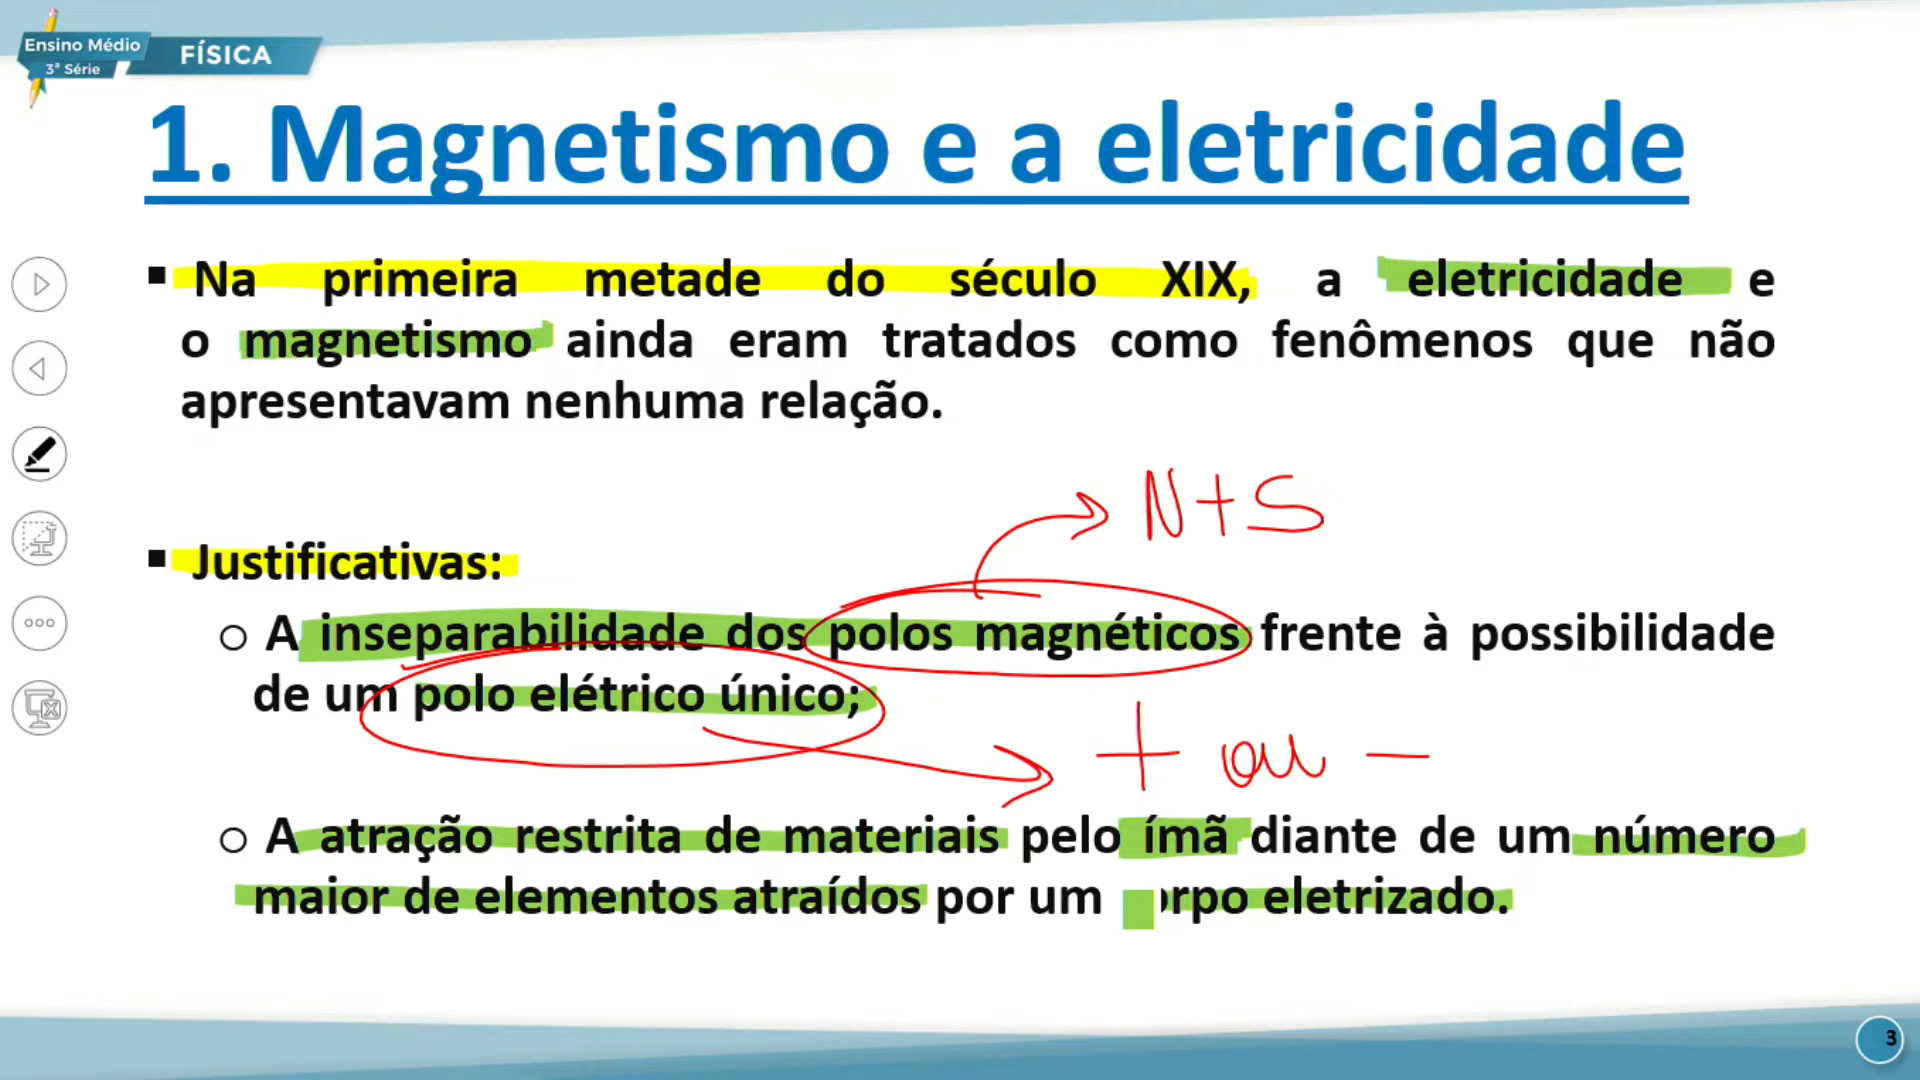 Ensino Médio
3ª Série
FÍSICA
1. Magnetismo e a eletricidade
▪ Na primeira metade do século XIX, a eletricidade e
o magnetismo ainda eram tratados como fenômenos que não
apresentavam nenhuma relação.
N+S
▪ Justificativas:
o A inseparabilidade dos polos magnéticos frente à possibilidade
de um polo elétrico único;
+ ou −
o A atração restrita de materiais pelo ímã diante de um número
maior de elementos atraídos por um orpo eletrizado.
3